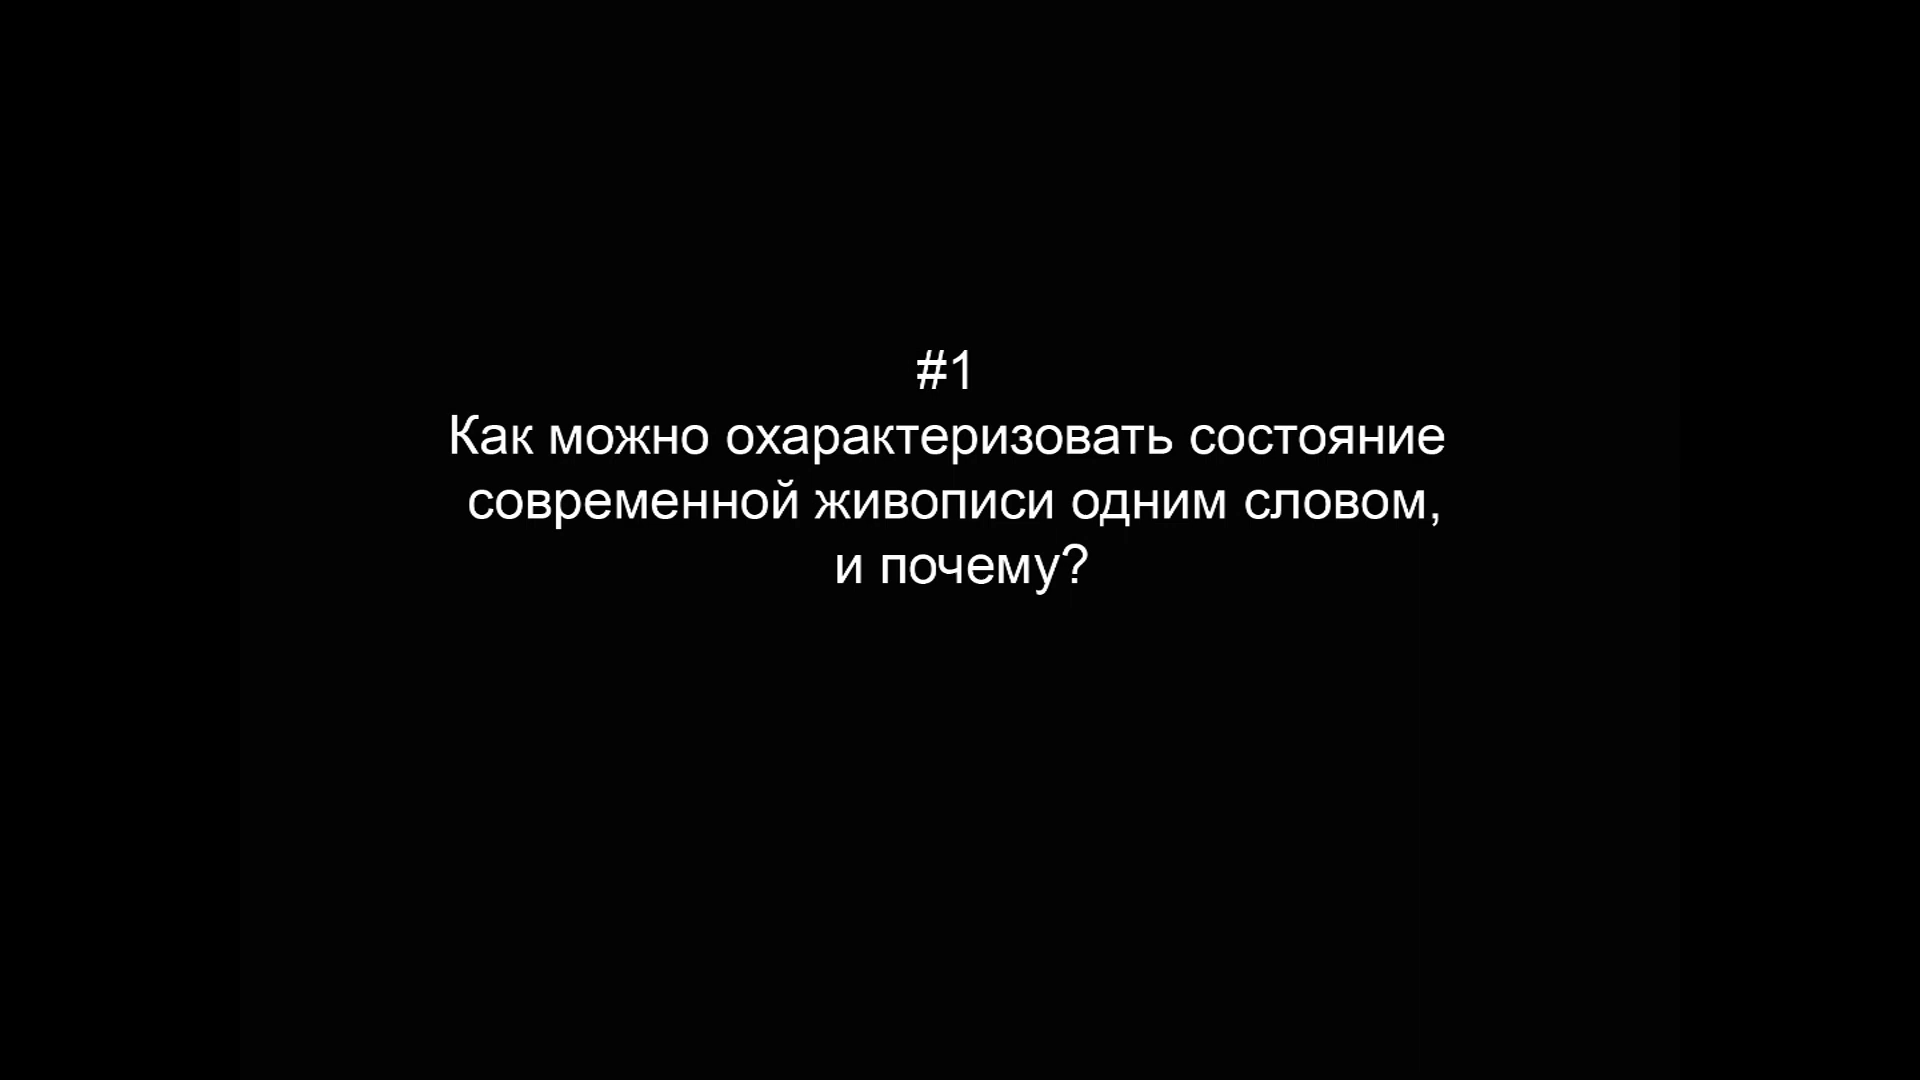 #1
Как можно охарактеризовать состояние
современной живописи одним словом,
и почему?